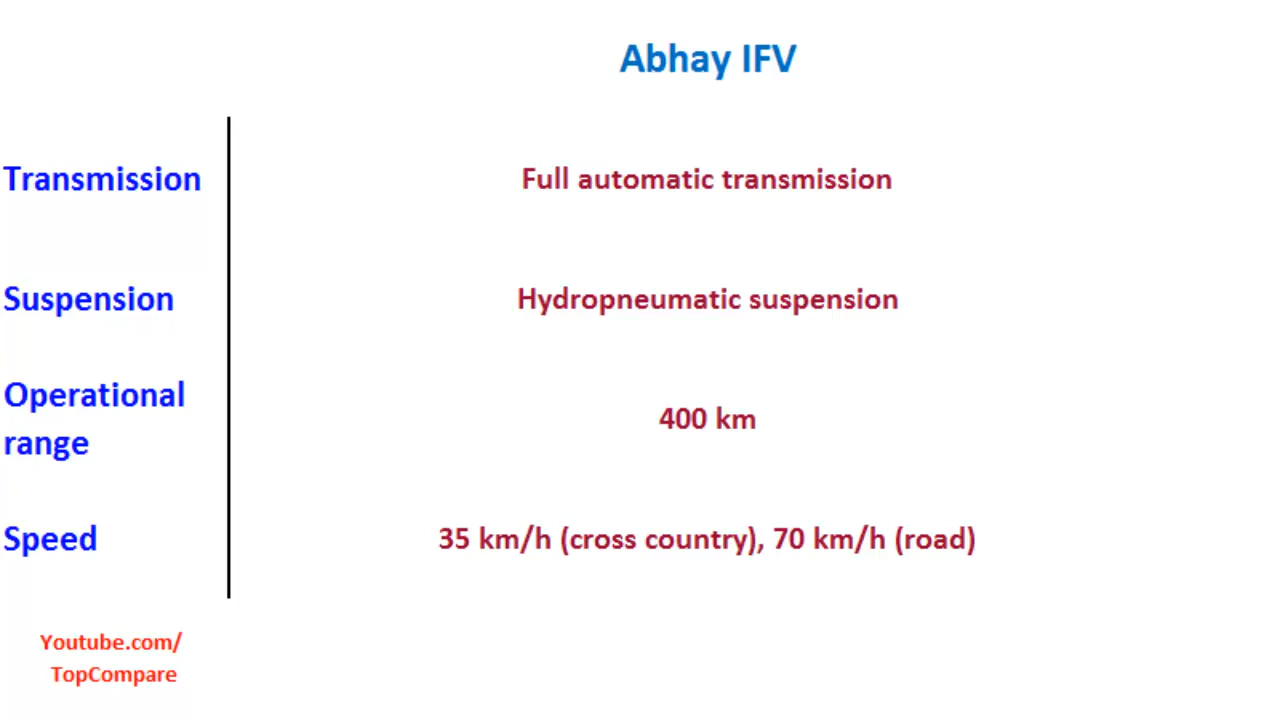 Abhay IFV
Transmission Full automatic transmission
Suspension Hydropneumatic suspension
Operational
range 400 km
Speed 35 km/h (cross country), 70 km/h (road)
Youtube.com/
TopCompare